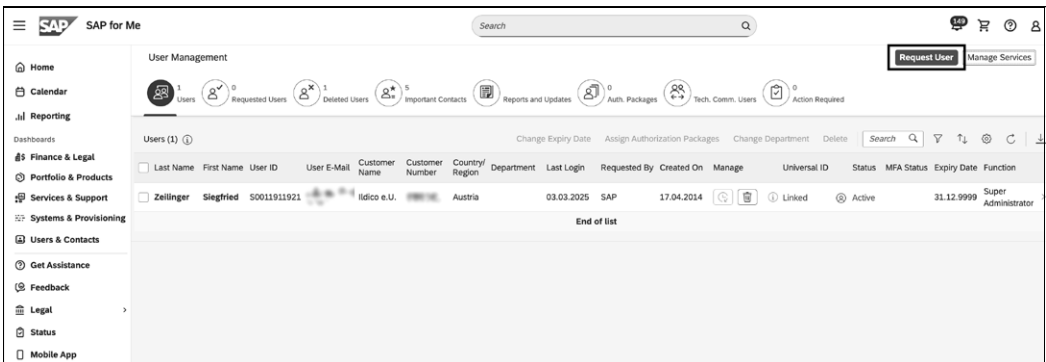 SAP SAP for Me Search 149
Home
Calendar
Reporting
Dashboards
Finance & Legal
Portfolio & Products
Services & Support
Systems & Provisioning
Users & Contacts
Get Assistance
Feedback
Legal
Status
Mobile App
User Management Request User Manage Services
1 Users 0 Requested Users 1 Deleted Users 5 Important Contacts Reports and Updates 0 Auth. Packages Tech. Comm. Users 0 Action Required
Users (1) Change Expiry Date Assign Authorization Packages Change Department Delete Search
Last Name First Name User ID User E-Mail Customer Name Customer Number Country/ Region Department Last Login Requested By Created On Manage Universal ID Status MFA Status Expiry Date Function
Zeilinger Siegfried S0011911921 Ildico e.U. Austria 03.03.2025 SAP 17.04.2014 Linked Active 31.12.9999 Super Administrator
End of list